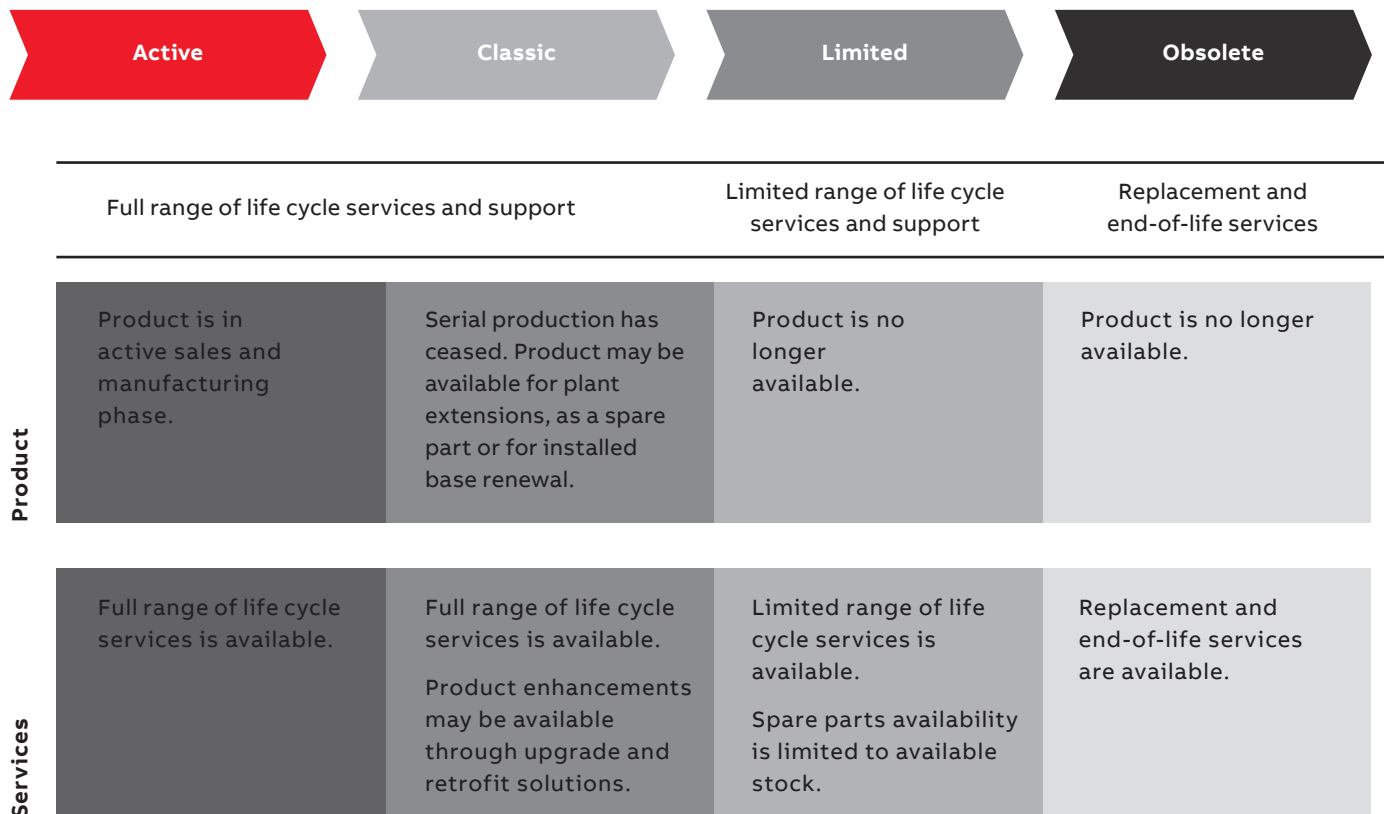 Active
Classic
Limited
Obsolete
Full range of life cycle services and support
Limited range of life cycle
services and support
Replacement and
end-of-life services
Product
Product is in
active sales and
manufacturing
phase.
Serial production has
ceased. Product may be
available for plant
extensions, as a spare
part or for installed
base renewal.
Product is no
longer
available.
Product is no longer
available.
Services
Full range of life cycle
services is available.
Full range of life cycle
services is available.
Product enhancements
may be available
through upgrade and
retrofit solutions.
Limited range of life
cycle services is
available.
Spare parts availability
is limited to available
stock.
Replacement and
end-of-life services
are available.